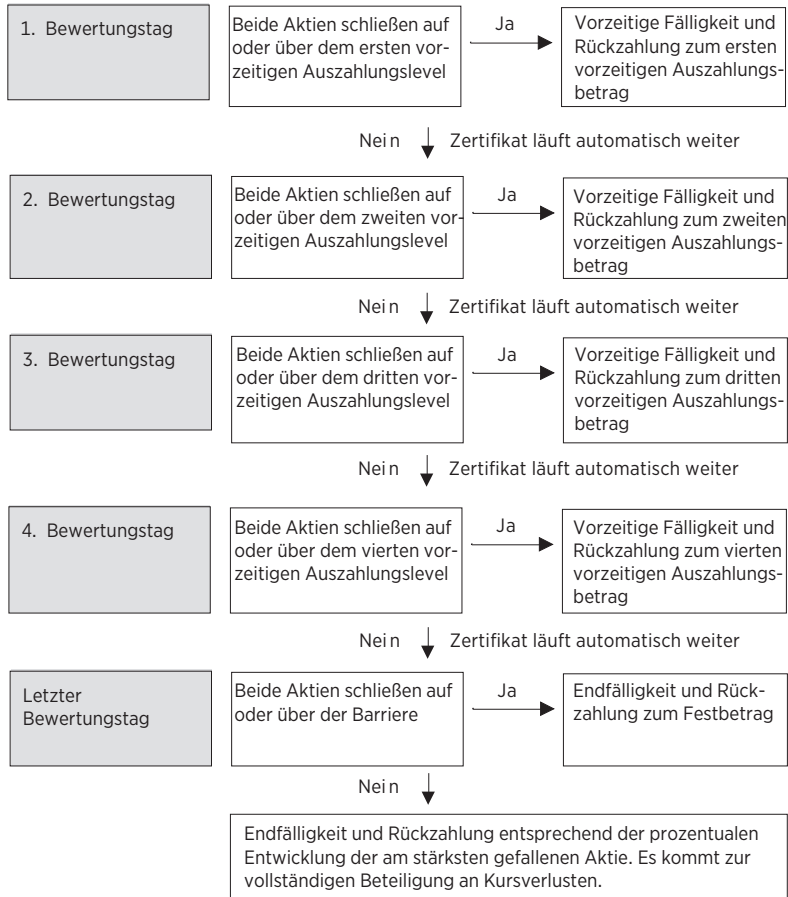 1. Bewertungstag
Beide Aktien schließen auf
oder über dem ersten vor-
zeitigen Auszahlungslevel
Ja
Vorzeitige Fälligkeit und
Rückzahlung zum ersten
vorzeitigen Auszahlungs-
betrag
Nein
Zertifikat läuft automatisch weiter
2. Bewertungstag
Beide Aktien schließen auf
oder über dem zweiten vor-
zeitigen Auszahlungslevel
Ja
Vorzeitige Fälligkeit und
Rückzahlung zum zweiten
vorzeitigen Auszahlungs-
betrag
Nein
Zertifikat läuft automatisch weiter
3. Bewertungstag
Beide Aktien schließen auf
oder über dem dritten vor-
zeitigen Auszahlungslevel
Ja
Vorzeitige Fälligkeit und
Rückzahlung zum dritten
vorzeitigen Auszahlungs-
betrag
Nein
Zertifikat läuft automatisch weiter
4. Bewertungstag
Beide Aktien schließen auf
oder über dem vierten vor-
zeitigen Auszahlungslevel
Ja
Vorzeitige Fälligkeit und
Rückzahlung zum vierten
vorzeitigen Auszahlungs-
betrag
Nein
Zertifikat läuft automatisch weiter
Letzter
Bewertungstag
Beide Aktien schließen auf
oder über der Barriere
Ja
Endfälligkeit und Rück-
zahlung zum Festbetrag
Nein
Endfälligkeit und Rückzahlung entsprechend der prozentualen
Entwicklung der am stärksten gefallenen Aktie. Es kommt zur
vollständigen Beteiligung an Kursverlusten.